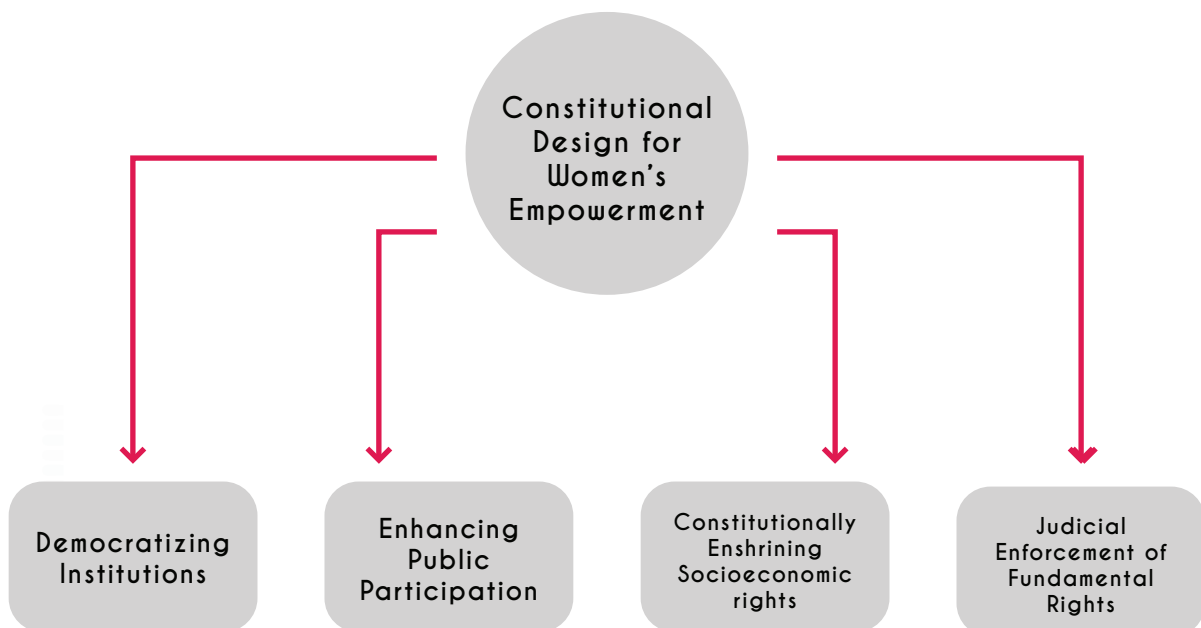 Constitutional
Design for
Women's
Empowerment
Democratizing
Institutions
Enhancing
Public
Participation
Constitutionally
Enshrining
Socioeconomic
rights
Judicial
Enforcement of
Fundamental
Rights